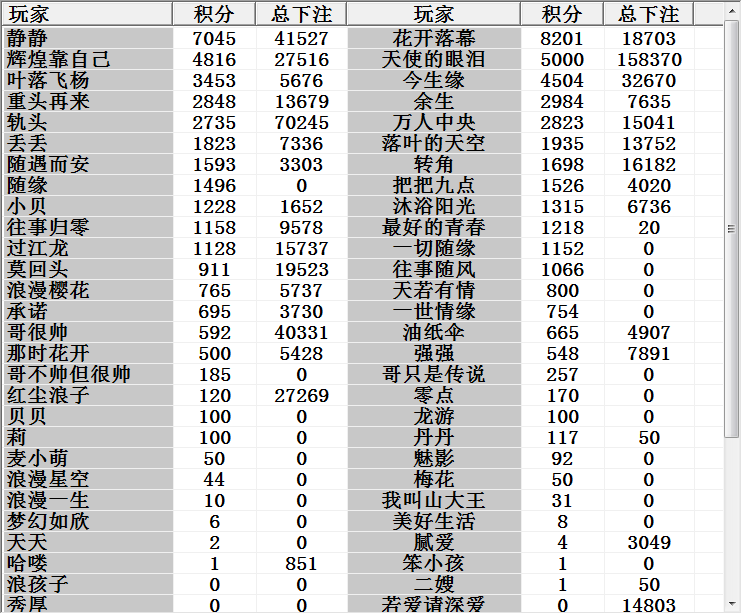 玩家 积分 总下注 玩家 积分 总下注
静静 7045 41527 花开落幕 8201 18703
辉煌靠自己 4816 27516 天使的眼泪 5000 158370
叶落飞杨 3453 5676 今生缘 4504 32670
重头再来 2848 13679 余生 2984 7635
轨头 2735 70245 万人中央 2823 15041
丢丢 1823 7336 落叶的天空 1935 13752
随遇而安 1593 3303 转角 1698 16182
随缘 1496 0 把把九点 1526 4020
小贝 1228 1652 沐浴阳光 1315 6736
往事归零 1158 9578 最好的青春 1218 20
过江龙 1128 15737 一切随缘 1152 0
莫回头 911 19523 往事随风 1066 0
浪漫樱花 765 5737 天若有情 800 0
承诺 695 3730 一世情缘 754 0
哥很帅 592 40331 油纸伞 665 4907
那时花开 500 5428 强强 548 7891
哥不帅但很帅 185 0 哥只是传说 257 0
红尘浪子 120 27269 零点 170 0
贝贝 100 0 龙游 100 0
莉 100 0 丹丹 117 50
麦小萌 50 0 魅影 92 0
浪漫星空 44 0 梅花 50 0
浪漫一生 10 0 我叫山大王 31 0
梦幻如欣 6 0 美好生活 8 0
天天 2 0 腻爱 4 3049
哈喽 1 851 笨小孩 1 0
浪孩子 0 0 二嫂 1 50
秀厚 0 0 若爱请深爱 0 14803